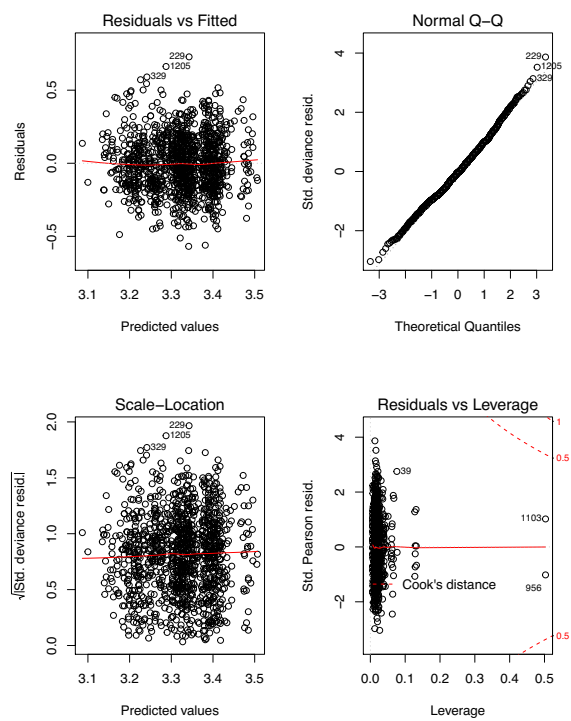 Residuals vs Fitted
Residuals
0.5
0.0
−0.5
229
1205
329
3.1 3.2 3.3 3.4 3.5
Predicted values
Normal Q−Q
Std. deviance resid.
4
2
0
−2
229
1205
329
−3 −1 0 1 2 3
Theoretical Quantiles
Scale−Location
√|Std. deviance resid.|
2.0
1.5
1.0
0.5
0.0
229
1205
329
3.1 3.2 3.3 3.4 3.5
Predicted values
Residuals vs Leverage
Std. Pearson resid.
4
2
0
−2
39
1103
956
Cook's distance
1
0.5
0.5
0.0 0.1 0.2 0.3 0.4 0.5
Leverage